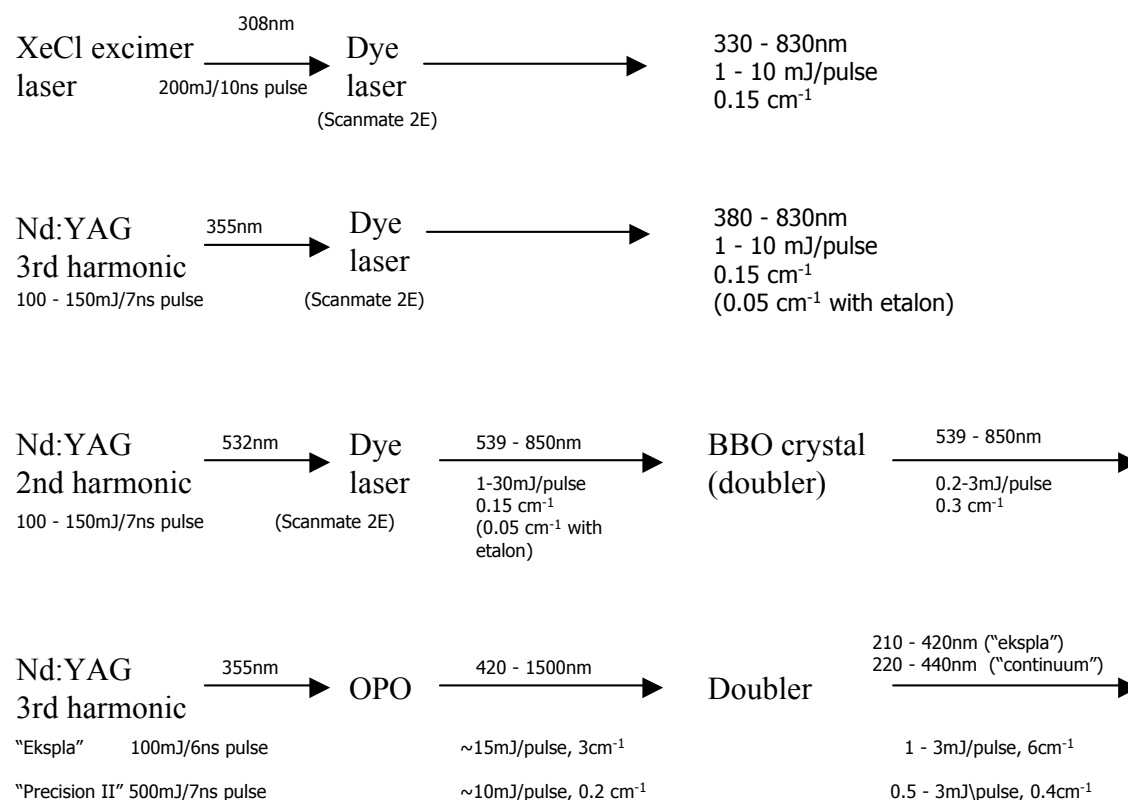 308nm
XeCl excimer
laser
200mJ/10ns pulse
Dye
laser
(Scanmate 2E)
330 - 830nm
1 - 10 mJ/pulse
0.15 cm⁻¹
Nd:YAG
3rd harmonic
100 - 150mJ/7ns pulse
355nm
Dye
laser
(Scanmate 2E)
380 - 830nm
1 - 10 mJ/pulse
0.15 cm⁻¹
(0.05 cm⁻¹ with etalon)
Nd:YAG
2nd harmonic
100 - 150mJ/7ns pulse
532nm
Dye
laser
(Scanmate 2E)
539 - 850nm
1-30mJ/pulse
0.15 cm⁻¹
(0.05 cm⁻¹ with
etalon)
BBO crystal
(doubler)
539 - 850nm
0.2-3mJ/pulse
0.3 cm⁻¹
Nd:YAG
3rd harmonic
355nm
OPO
420 - 1500nm
Doubler
210 - 420nm (“ekspla”)
220 - 440nm (“continuum”)
“Ekspla” 100mJ/6ns pulse
~15mJ/pulse, 3cm⁻¹
1 - 3mJ/pulse, 6cm⁻¹
“Precision II” 500mJ/7ns pulse
~10mJ/pulse, 0.2 cm⁻¹
0.5 - 3mJ\pulse, 0.4cm⁻¹